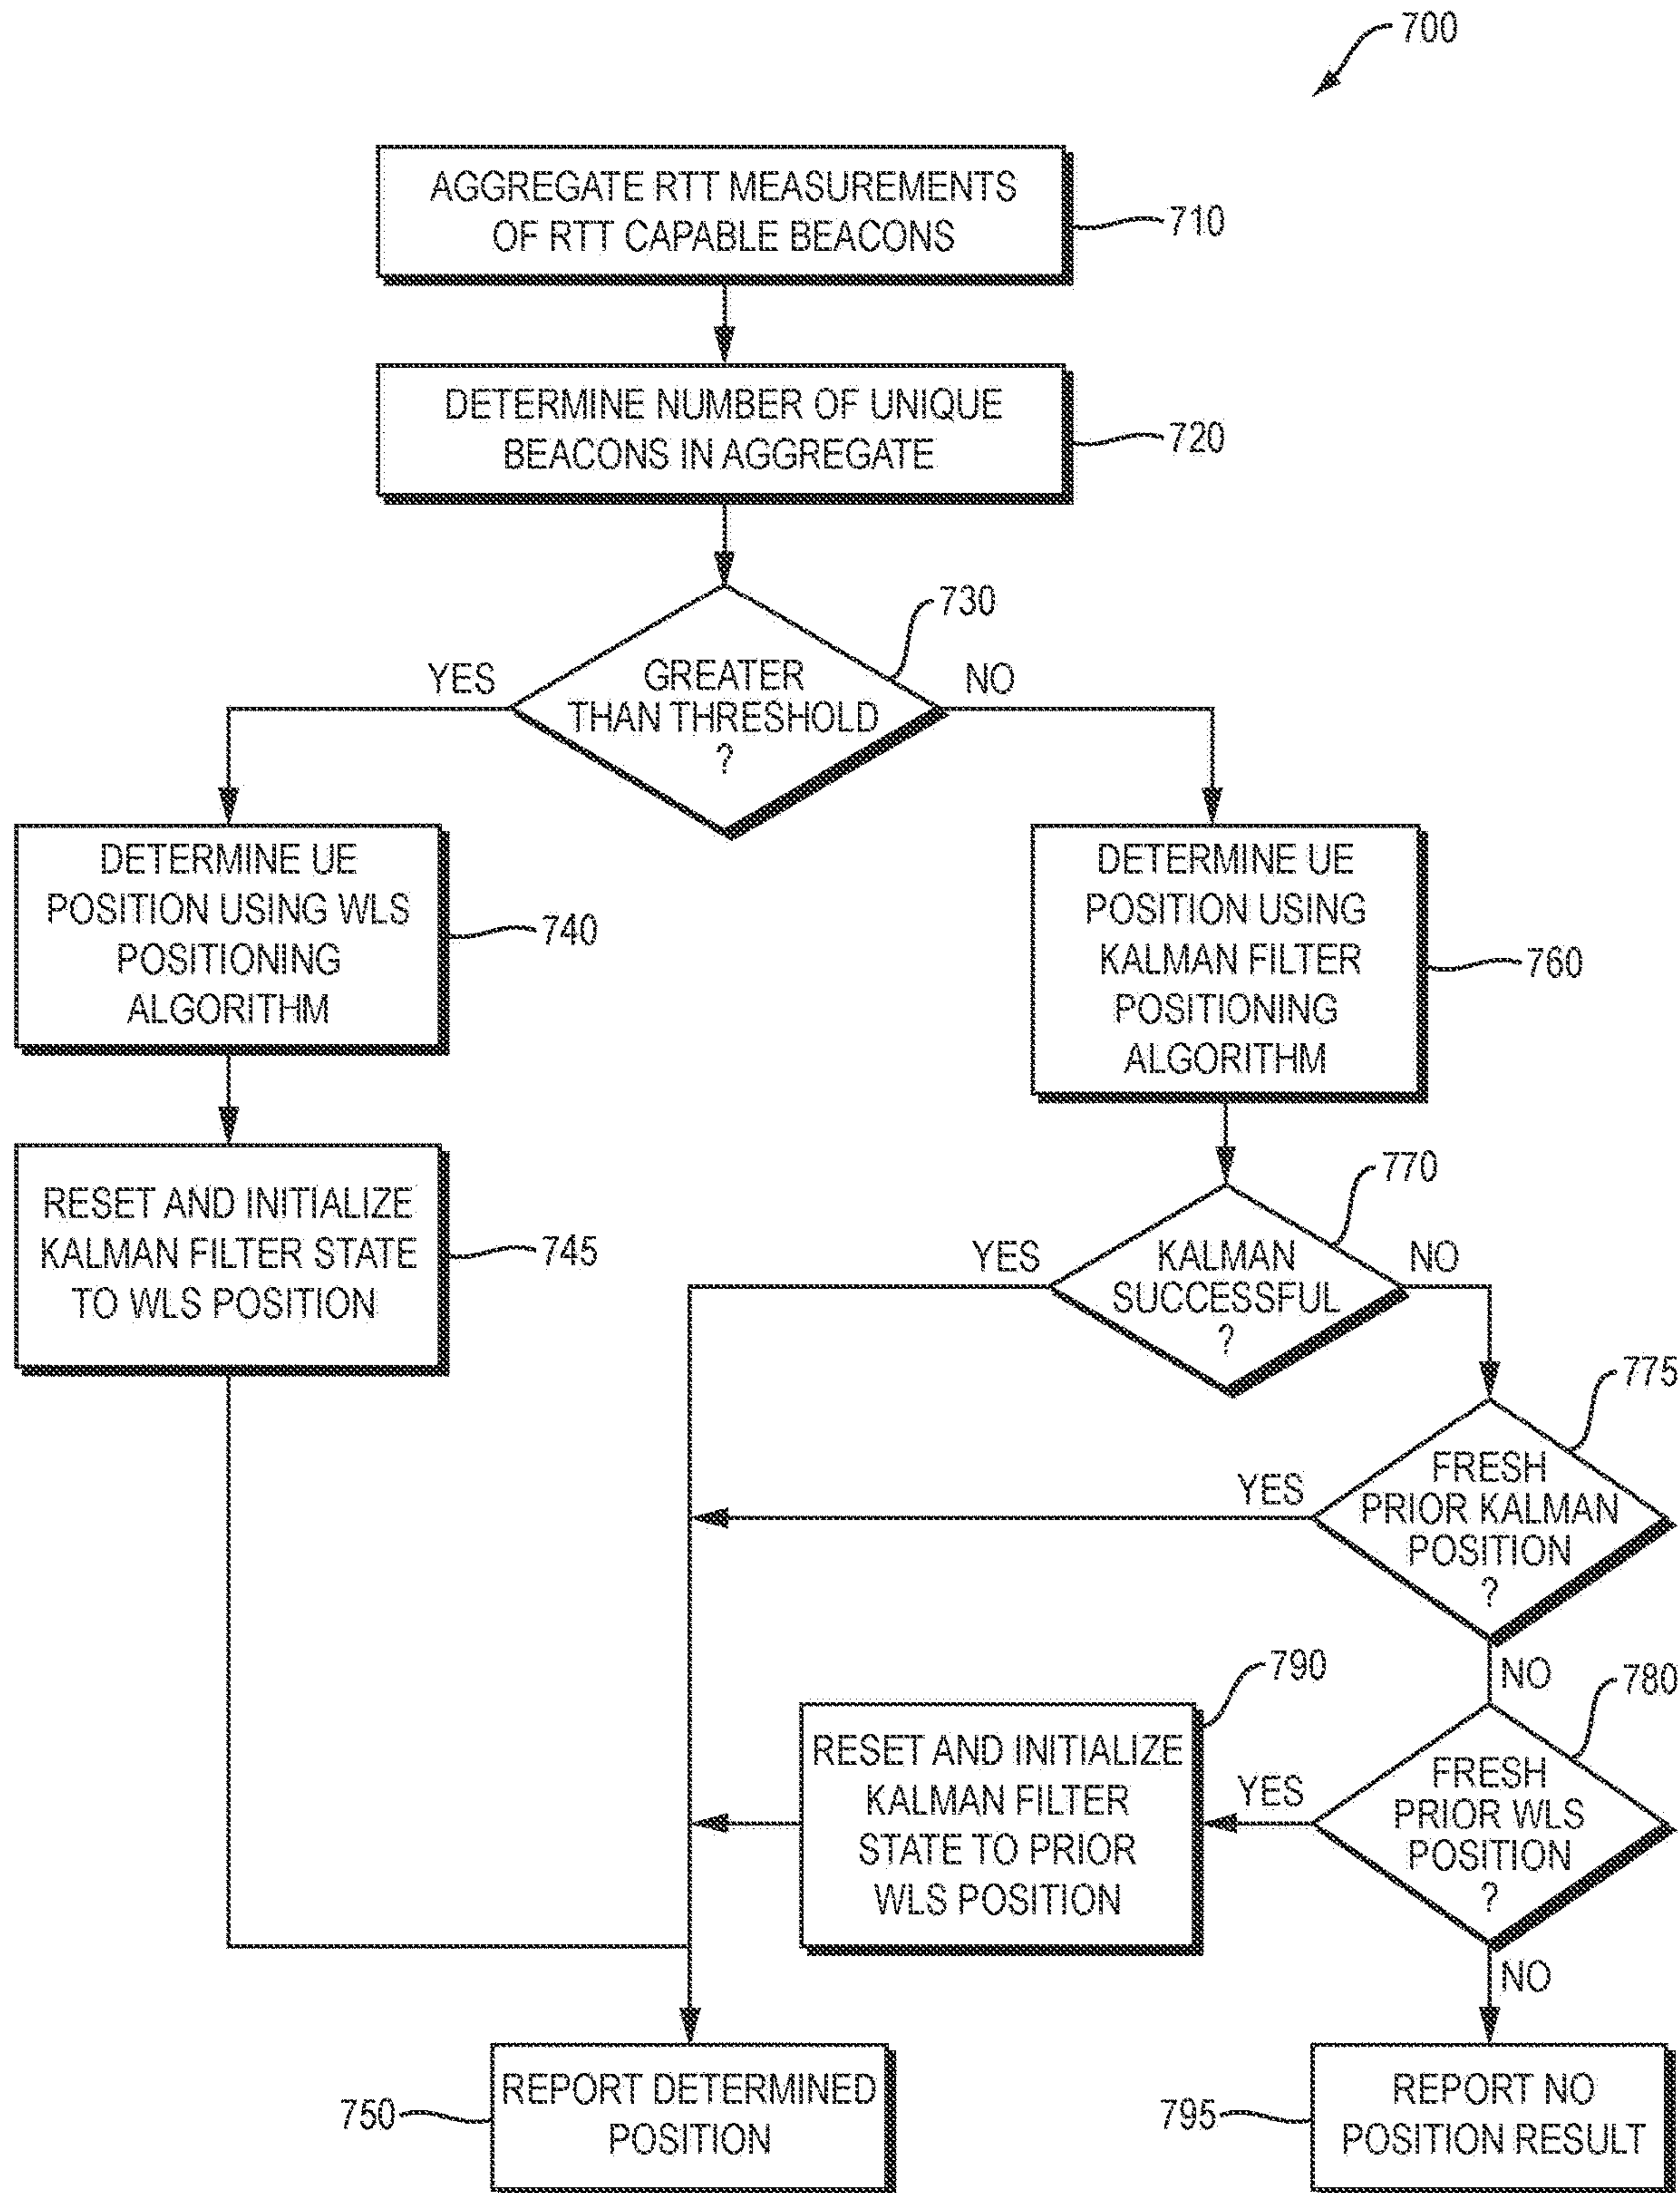 700
AGGREGATE RTT MEASUREMENTS
OF RTT CAPABLE BEACONS
710
DETERMINE NUMBER OF UNIQUE
BEACONS IN AGGREGATE
720
730
YES
GREATER
THAN THRESHOLD
?
NO
DETERMINE UE
POSITION USING WLS
POSITIONING
ALGORITHM
740
DETERMINE UE
POSITION USING
KALMAN FILTER
POSITIONING
ALGORITHM
760
RESET AND INITIALIZE
KALMAN FILTER STATE
TO WLS POSITION
745
770
YES
KALMAN
SUCCESSFUL
?
NO
775
YES
FRESH
PRIOR KALMAN
POSITION
?
NO
780
790
RESET AND INITIALIZE
KALMAN FILTER
STATE TO PRIOR
WLS POSITION
YES
FRESH
PRIOR WLS
POSITION
?
NO
750
REPORT DETERMINED
POSITION
795
REPORT NO
POSITION RESULT